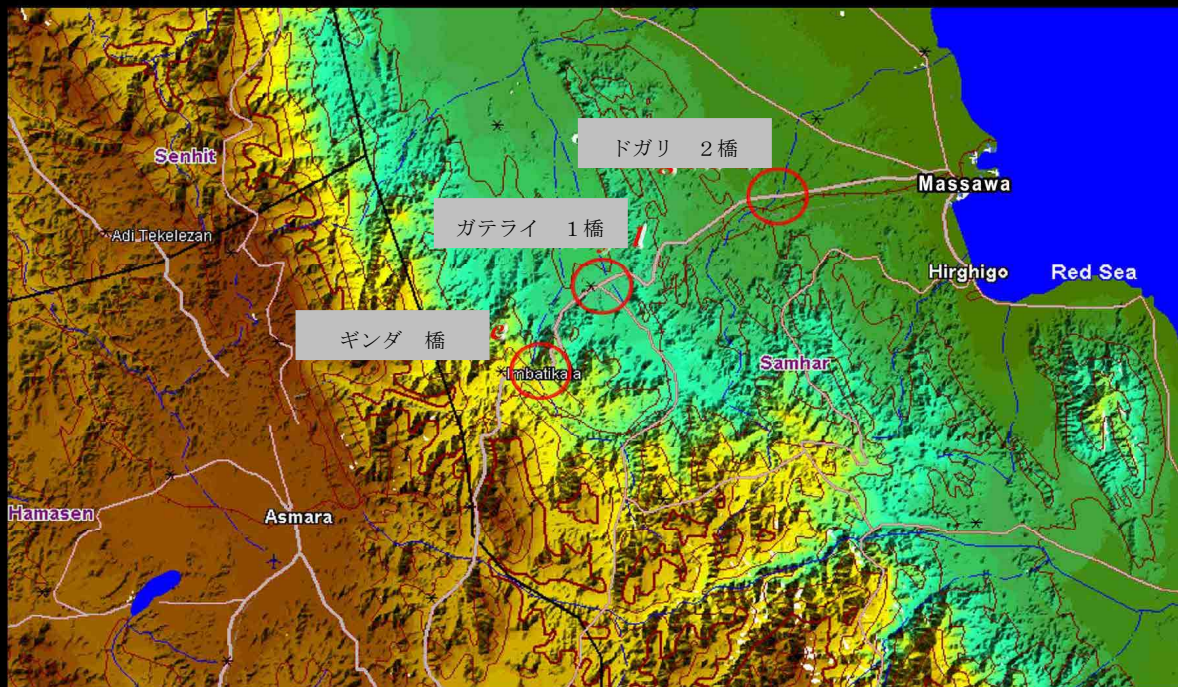 ドガリ　２橋
Senhit
Massawa
ガテライ　１橋
Adi Tekelezan
l
Hirghigo
Red Sea
ギンダ　橋
e
Samhar
Imbatikala
Hamasen
Asmara